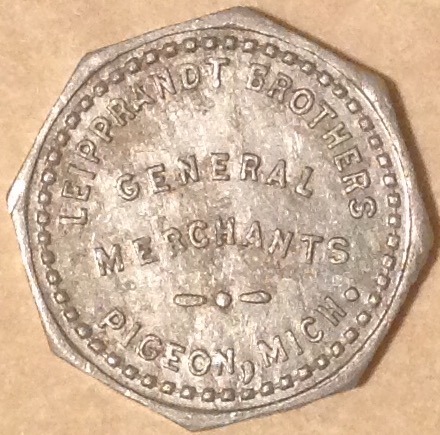 LEIPPRANDT BROTHERS
GENERAL
MERCHANTS
PIGEON, MICH.